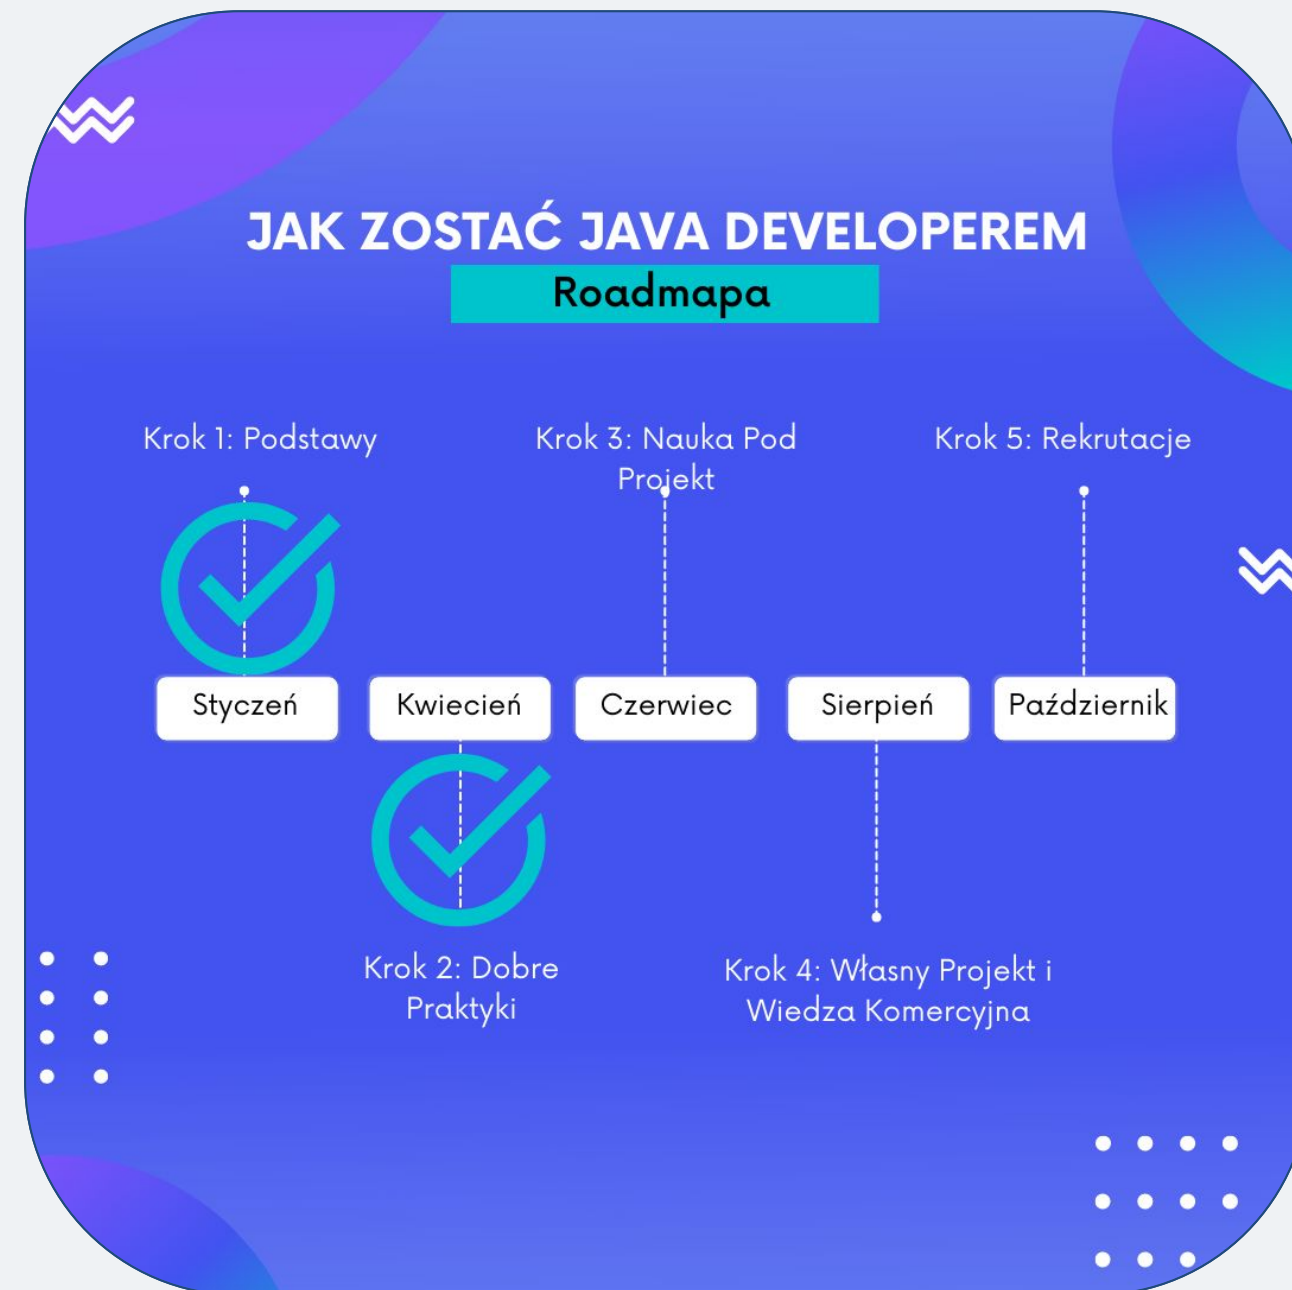 JAK ZOSTAĆ JAVA DEVELOPEREM
Roadmapa
Krok 1: Podstawy
Krok 3: Nauka Pod
Projekt
Krok 5: Rekrutacje
Styczeń
Kwiecień
Czerwiec
Sierpień
Październik
Krok 2: Dobre
Praktyki
Krok 4: Własny Projekt i
Wiedza Komercyjna